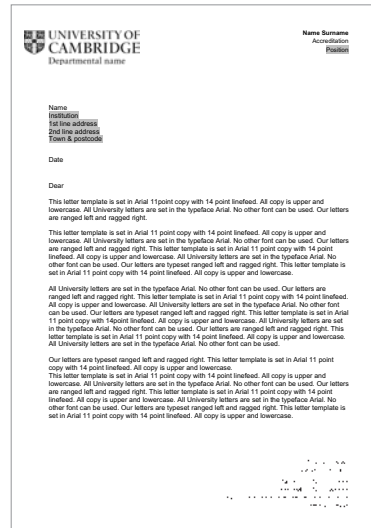 UNIVERSITY OF
CAMBRIDGE
Departmental name
Name Surname
Accreditation
Position
Name
Institution
1st line address
2nd line address
Town & postcode
Date
Dear
This letter template is set in Arial 11point copy with 14 point linefeed. All copy is upper and
lowercase. All University letters are set in the typeface Arial. No other font can be used. Our letters
are ranged left and ragged right.
This letter template is set in Arial 11 point copy with 14 point linefeed. All copy is upper and
lowercase. All University letters are set in the typeface Arial. No other font can be used. Our letters
are ranged left and ragged right. This letter template is set in Arial 11 point copy with 14 point
linefeed. All copy is upper and lowercase. All University letters are set in the typeface Arial. No
other font can be used. Our letters are typeset ranged left and ragged right. This letter template is
set in Arial 11 point copy with 14 point linefeed. All copy is upper and lowercase.
All University letters are set in the typeface Arial. No other font can be used. Our letters are
ranged left and ragged right. This letter template is set in Arial 11 point copy with 14 point linefeed.
All copy is upper and lowercase. All University letters are set in the typeface Arial. No other font
can be used. Our letters are typeset ranged left and ragged right. This letter template is set in Arial
11 point copy with 14point linefeed. All copy is upper and lowercase. All University letters are set
in the typeface Arial. No other font can be used. Our letters are ranged left and ragged right. This
letter template is set in Arial 11 point copy with 14 point linefeed. All copy is upper and lowercase.
All University letters are set in the typeface Arial. No other font can be used.
Our letters are typeset ranged left and ragged right. This letter template is set in Arial 11 point
copy with 14 point linefeed. All copy is upper and lowercase.
This letter template is set in Arial 11 point copy with 14 point linefeed. All copy is upper and
lowercase. All University letters are set in the typeface Arial. No other font can be used. Our letters
are ranged left and ragged right. This letter template is set in Arial 11 point copy with 14 point
linefeed. All copy is upper and lowercase. All University letters are set in the typeface Arial. No
other font can be used. Our letters are typeset ranged left and ragged right. This letter template is
set in Arial 11 point copy with 14 point linefeed. All copy is upper and lowercase.